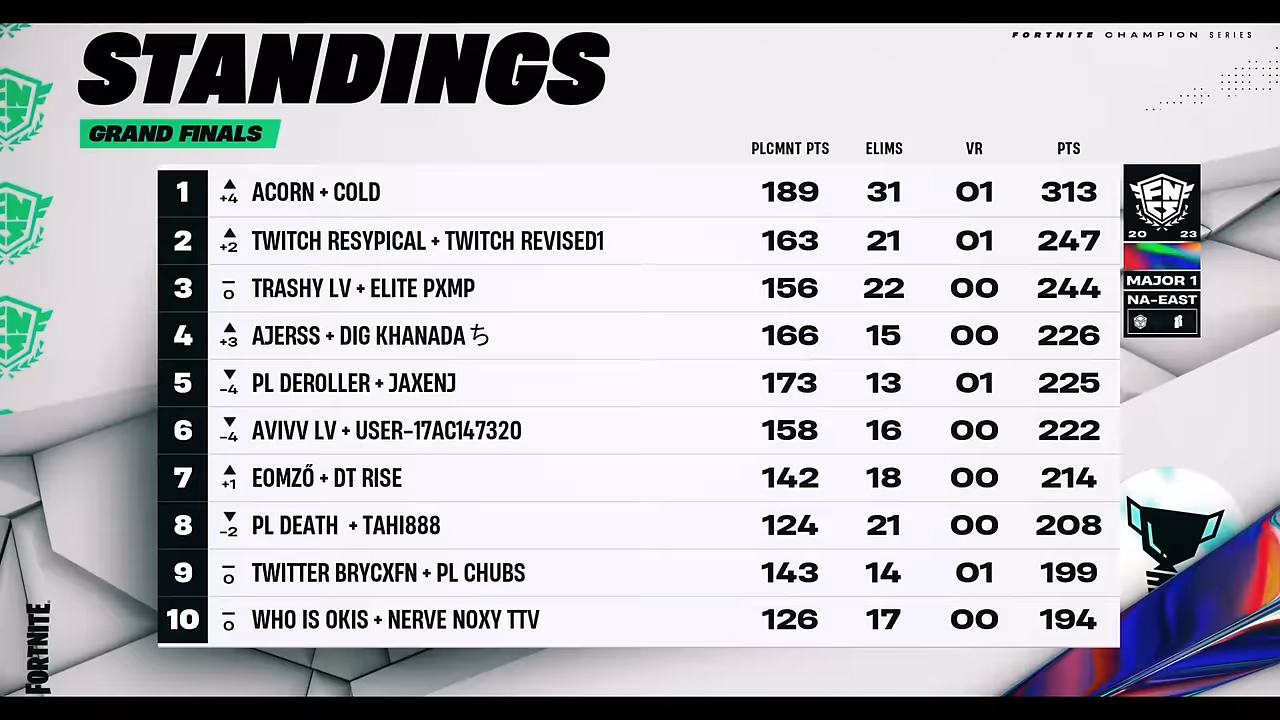 STANDINGS
FORTNITE CHAMPION SERIES
GRAND FINALS
PLCMNT PTS ELIMS VR PTS
1 +4 ACORN + COLD 189 31 01 313
2 +2 TWITCH RESYPICAL + TWITCH REVISED1 163 21 01 247
3 0 TRASHY LV + ELITE PXMP 156 22 00 244
4 +3 AJERSS + DIG KHANADA ち 166 15 00 226
5 -4 PL DEROLLER + JAXENJ 173 13 01 225
6 -4 AVIVV LV + USER-17AC147320 158 16 00 222
7 +1 EOMZŐ + DT RISE 142 18 00 214
8 -2 PL DEATH + TAHI888 124 21 00 208
9 0 TWITTER BRYCXFN + PL CHUBS 143 14 01 199
10 0 WHO IS OKIS + NERVE NOXY TTV 126 17 00 194
FNCS
20 23
MAJOR 1
NA-EAST
FORTNITE